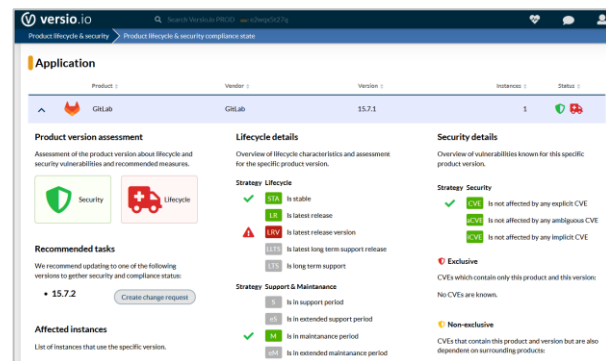 versio.io
Search Versio.io PROD
Product lifecycle & security
Product lifecycle & security compliance state
Application
Product
Vendor
Version
Instances
Status
GitLab
GitLab
15.7.1
1
Product version assessment
Assessment of the product version about lifecycle and
security vulnerabilities and recommended measures.
Security
Lifecycle
Recommended tasks
We recommend updating to one of the following
versions to gether security and compliance status:
• 15.7.2
Create change request
Affected instances
List of instances that use the specific version.
Lifecycle details
Overview of lifecycle characteristics and assessment
for the specific product version.
Strategy Lifecycle
STA Is stable
LR Is latest release
LRV Is latest release version
LLTS Is latest long term support release
LTS Is long term support
Strategy Support & Maintanance
S Is in support period
eS Is in extended support period
M Is in maintanance period
eM Is in extended maintanance period
Security details
Overview of vulnerabilities known for this specific
product version.
Strategy Security
CVE Is not affected by any explicit CVE
aCVE Is not affected by any ambiguous CVE
iCVE Is not affected by any implicit CVE
Exclusive
CVEs which contain only this product and this version:
No CVEs are known.
Non-exclusive
CVEs that contain this product and version but are also
dependent on surrounding products: